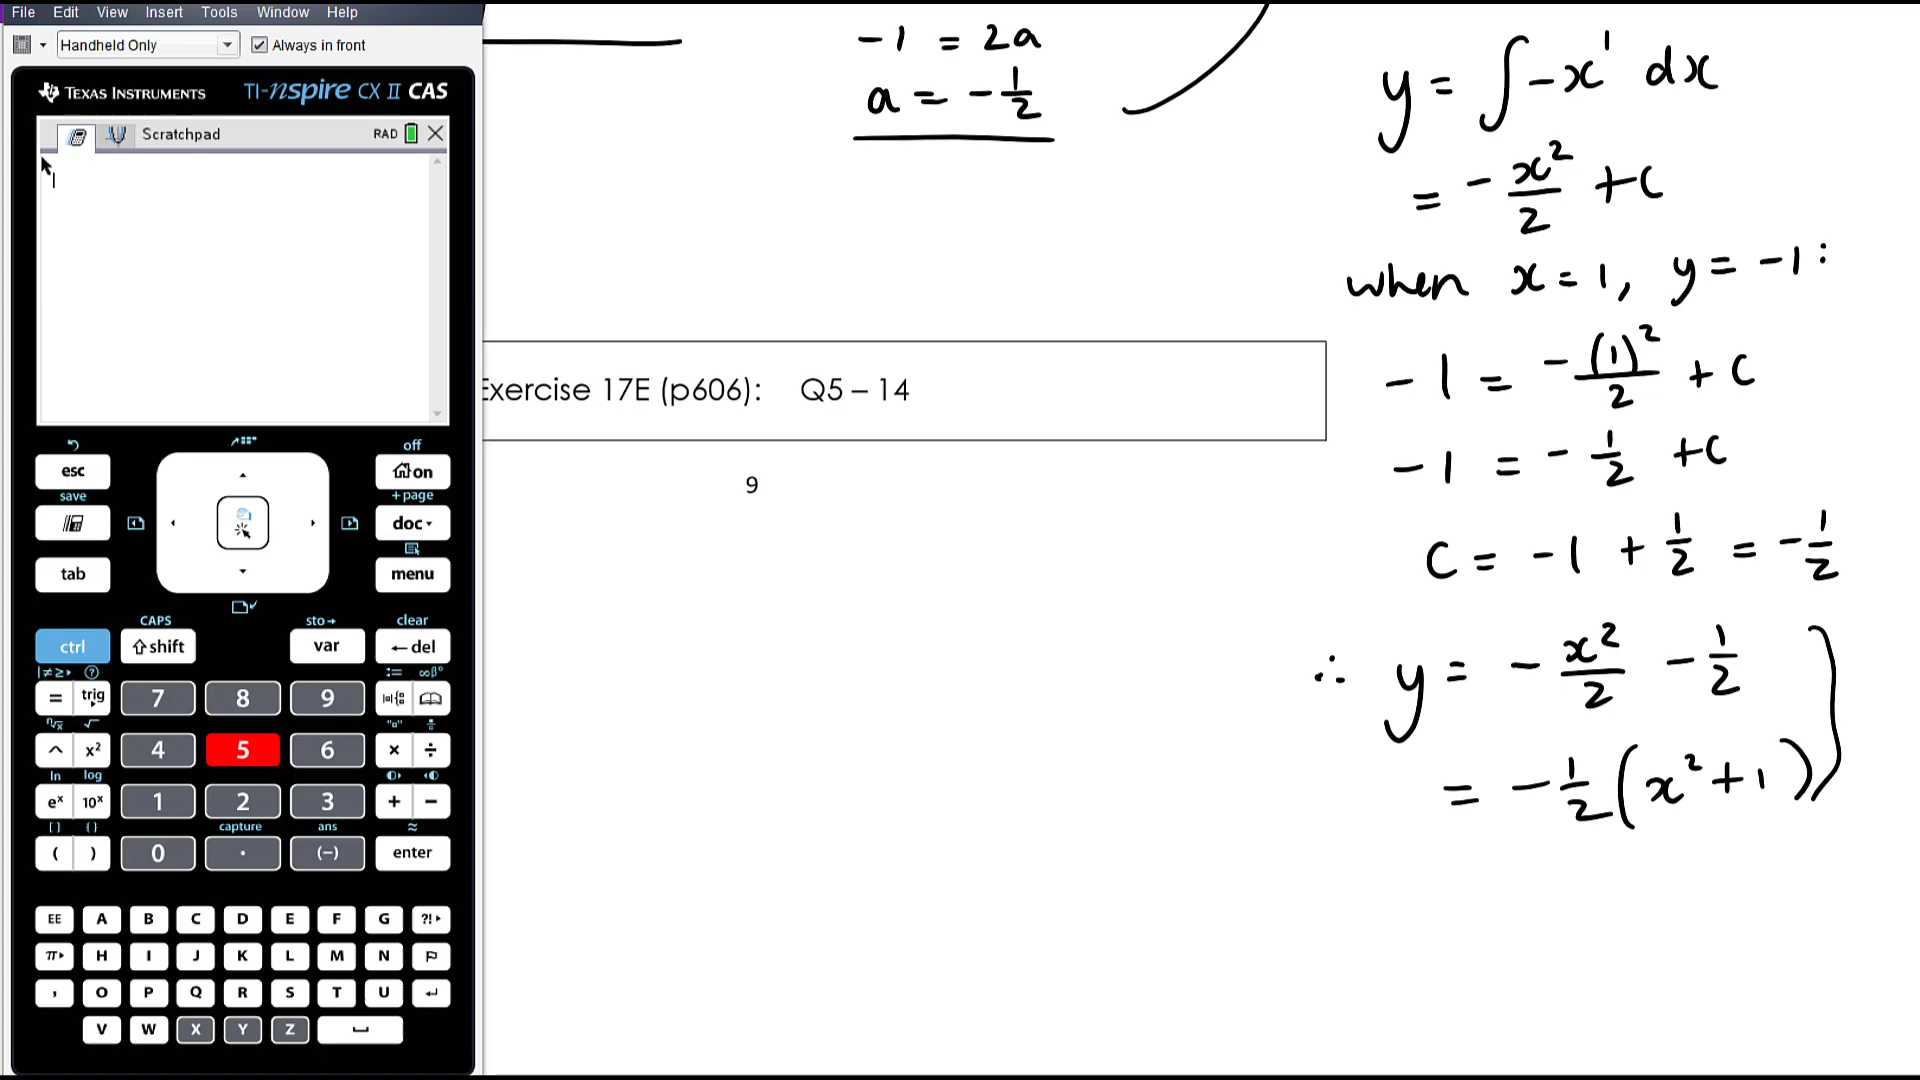 File Edit View Insert Tools Window Help
Handheld Only Always in front
TEXAS INSTRUMENTS TI-nspire CX II CAS
Scratchpad RAD
off
esc on
save + page
doc
tab menu
CAPS sto→ clear
ctrl ⇧shift var ←del
|≠≥▸ ? := ∞β°
= trig 7 8 9 |□|{
ⁿ√x √ "□" ÷
^ x² 4 5 6 × ÷
ln log
eˣ 10ˣ 1 2 3 + −
[ ] { } capture ans ≈
( ) 0 . (−) enter
EE A B C D E F G ?!▸
π▸ H I J K L M N
, O P Q R S T U ↵
V W X Y Z
-1 = 2a
a = -1/2
Exercise 17E (p606): Q5 – 14
9
y = ∫ -x¹ dx
= - x²/2 + c
when x = 1, y = -1 :
-1 = - (1)²/2 + c
-1 = - 1/2 + c
c = -1 + 1/2 = - 1/2
∴ y = - x²/2 - 1/2
= - 1/2 (x² + 1)